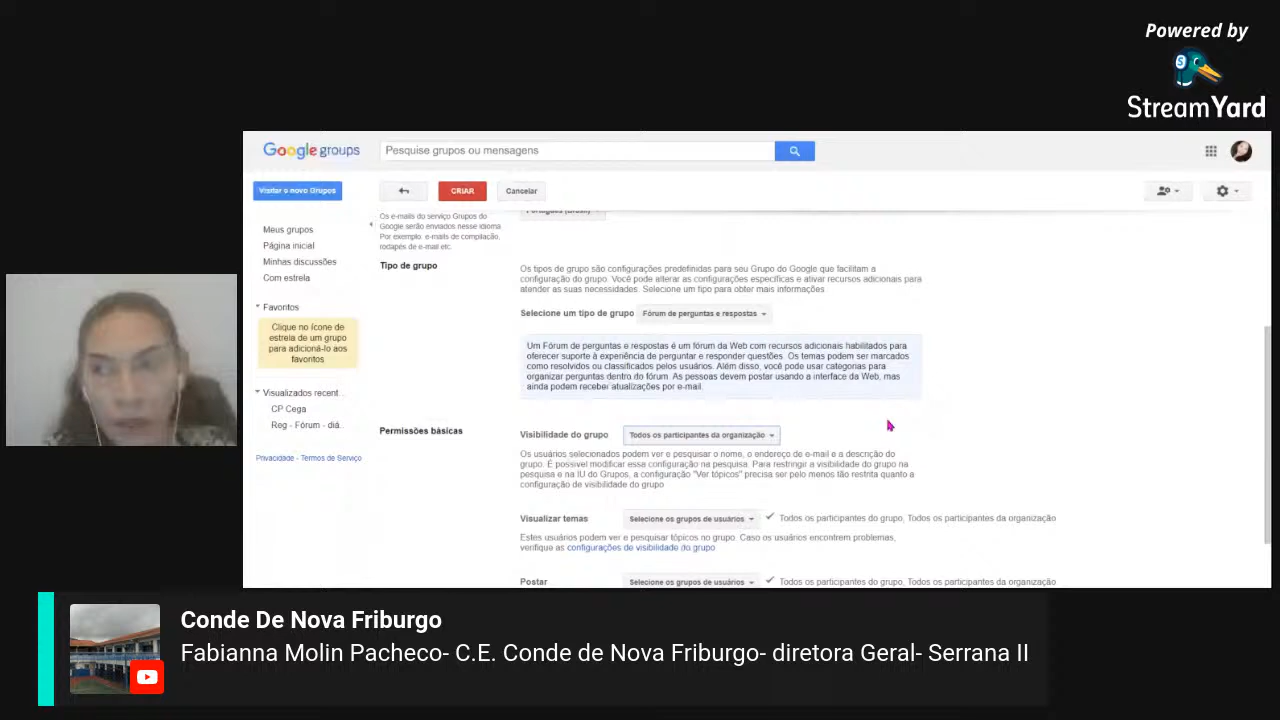 Powered by
StreamYard
Google groups
Pesquise grupos ou mensagens
Visitar o novo Grupos
CRIAR
Cancelar
Meus grupos
Página inicial
Minhas discussões
Com estrela
Favoritos
Clique no ícone de
estrela de um grupo
para adicioná-lo aos
favoritos
Visualizados recent...
CP Cega
Reg - Fórum - diá...
Privacidade - Termos de Serviço
Os e-mails do serviço Grupos do
Google serão enviados nesse idioma
Por exemplo, e-mails de compilação,
rodapés de e-mail etc.
Português (Brasil)
Tipo de grupo
Os tipos de grupo são configurações predefinidas para seu Grupo do Google que facilitam a
configuração do grupo. Você pode alterar as configurações específicas e ativar recursos adicionais para
atender as suas necessidades. Selecione um tipo para obter mais informações
Selecione um tipo de grupo Fórum de perguntas e respostas
Um Fórum de perguntas e respostas é um fórum da Web com recursos adicionais habilitados para
oferecer suporte à experiência de perguntar e responder questões. Os temas podem ser marcados
como resolvidos ou classificados pelos usuários. Além disso, você pode usar categorias para
organizar perguntas dentro do fórum. As pessoas devem postar usando a interface da Web, mas
ainda podem receber atualizações por e-mail.
Permissões básicas
Visibilidade do grupo Todos os participantes da organização
Os usuários selecionados podem ver e pesquisar o nome, o endereço de e-mail e a descrição do
grupo. É possível modificar essa configuração na pesquisa. Para restringir a visibilidade do grupo na
pesquisa e na IU do Grupos, a configuração "Ver tópicos" precisa ser pelo menos tão restrita quanto a
configuração de visibilidade do grupo
Visualizar temas Selecione os grupos de usuários ✓ Todos os participantes do grupo, Todos os participantes da organização
Estes usuários podem ver e pesquisar tópicos no grupo. Caso os usuários encontrem problemas,
verifique as configurações de visibilidade do grupo
Postar Selecione os grupos de usuários ✓ Todos os participantes do grupo, Todos os participantes da organização
Conde De Nova Friburgo
Fabianna Molin Pacheco- C.E. Conde de Nova Friburgo- diretora Geral- Serrana II